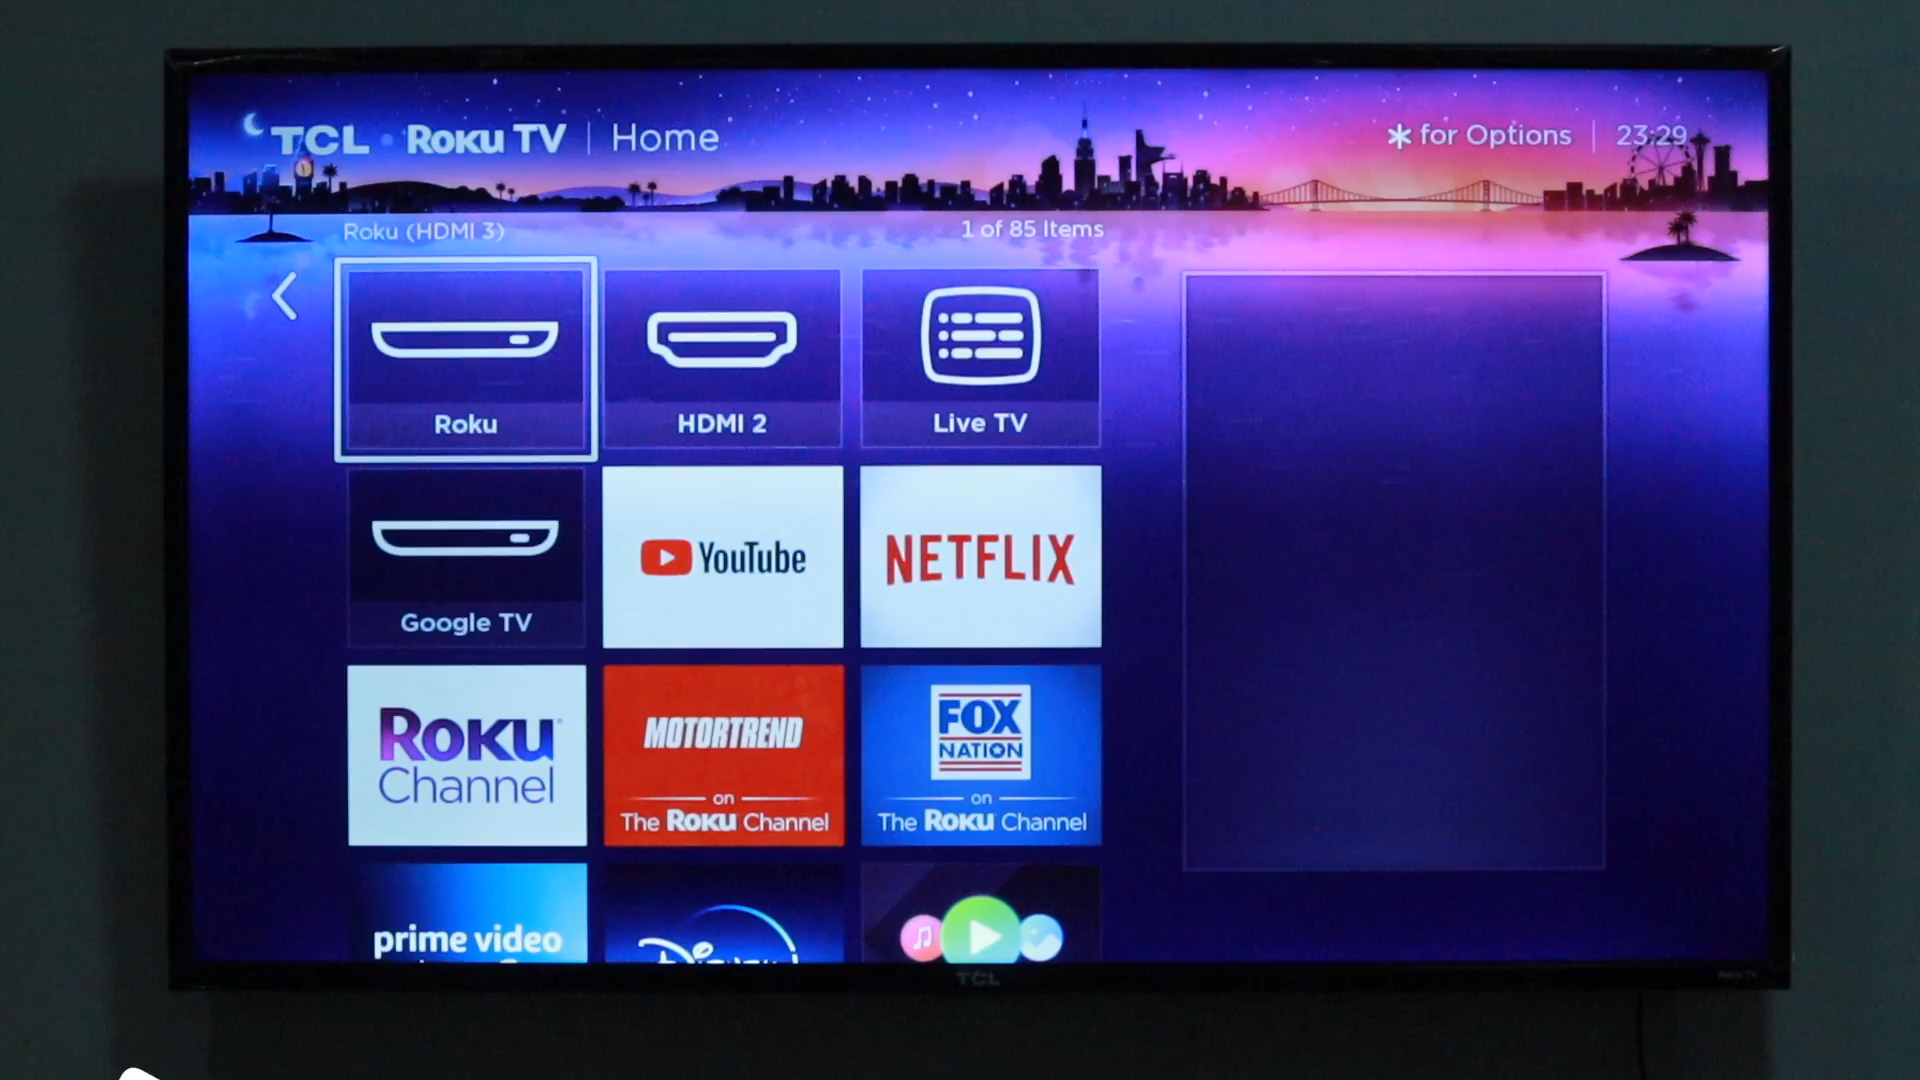 TCL • Roku TV | Home
* for Options | 23:29
Roku (HDMI 3)
1 of 85 Items
Roku
HDMI 2
Live TV
Google TV
YouTube
NETFLIX
Roku Channel
MOTORTREND
on
The Roku Channel
FOX
NATION
on
The Roku Channel
prime video
Disney
TCL